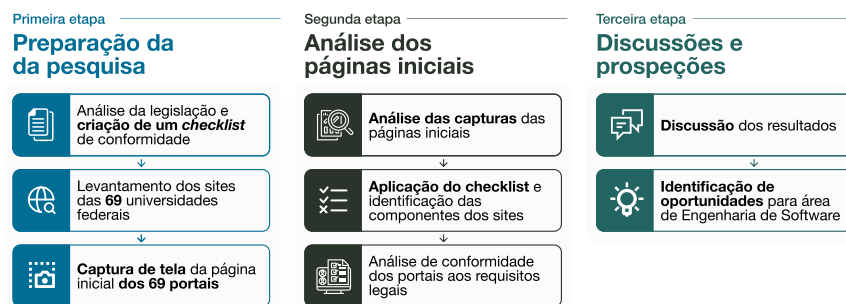 Primeira etapa
Preparação da
da pesquisa
Análise da legislação e
criação de um checklist
de conformidade
Levantamento dos sites
das 69 universidades
federais
Captura de tela da página
inicial dos 69 portais
Segunda etapa
Análise dos
páginas iniciais
Análise das capturas das
páginas iniciais
Aplicação do checklist e
identificação das
componentes dos sites
Análise de conformidade
dos portais aos requisitos
legais
Terceira etapa
Discussões e
prospeções
Discussão dos resultados
Identificação de
oportunidades para área
de Engenharia de Software